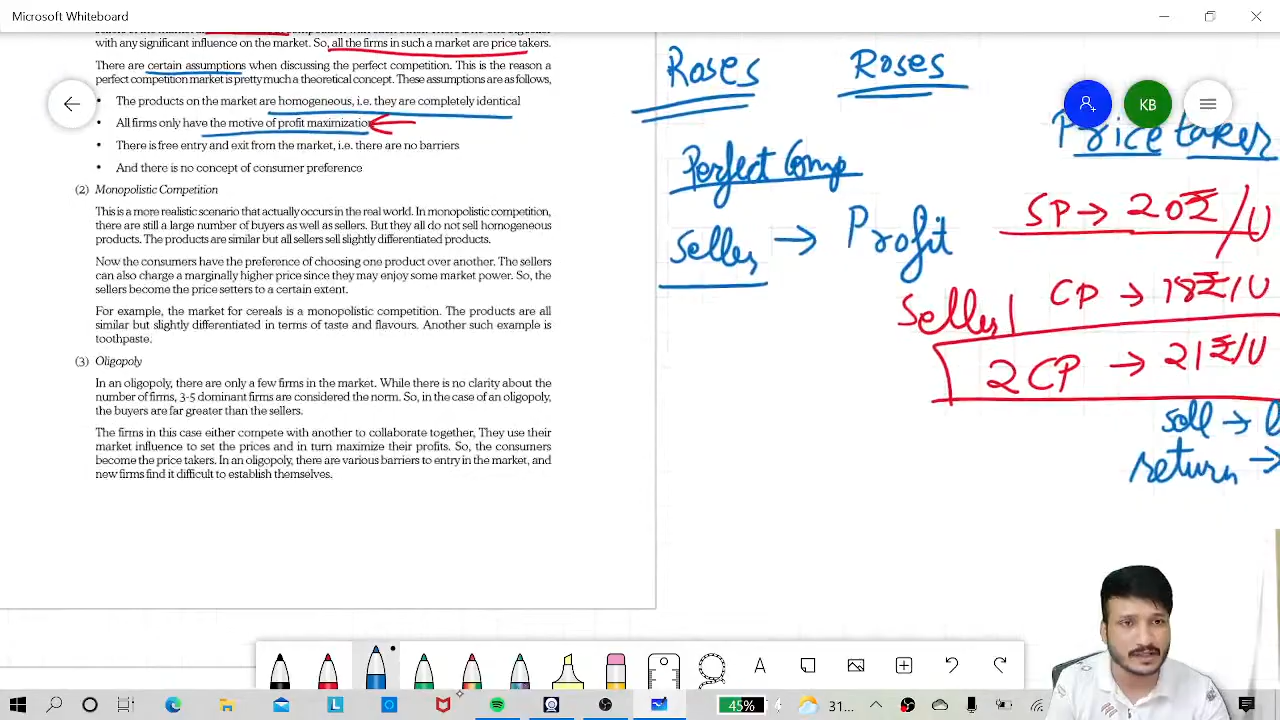 Microsoft Whiteboard
with any significant influence on the market. So, all the firms in such a market are price takers.
There are certain assumptions when discussing the perfect competition. This is the reason a
perfect competition market is pretty much a theoretical concept. These assumptions are as follows,
• The products on the market are homogeneous, i.e. they are completely identical
• All firms only have the motive of profit maximization
• There is free entry and exit from the market, i.e. there are no barriers
• And there is no concept of consumer preference
(2) Monopolistic Competition
This is a more realistic scenario that actually occurs in the real world. In monopolistic competition,
there are still a large number of buyers as well as sellers. But they all do not sell homogeneous
products. The products are similar but all sellers sell slightly differentiated products.
Now the consumers have the preference of choosing one product over another. The sellers
can also charge a marginally higher price since they may enjoy some market power. So, the
sellers become the price setters to a certain extent.
For example, the market for cereals is a monopolistic competition. The products are all
similar but slightly differentiated in terms of taste and flavours. Another such example is
toothpaste.
(3) Oligopoly
In an oligopoly, there are only a few firms in the market. While there is no clarity about the
number of firms, 3-5 dominant firms are considered the norm. So, in the case of an oligopoly,
the buyers are far greater than the sellers.
The firms in this case either compete with another to collaborate together, They use their
market influence to set the prices and in turn maximize their profits. So, the consumers
become the price takers. In an oligopoly, there are various barriers to entry in the market, and
new firms find it difficult to establish themselves.
Roses Roses
KB
Price taker
Perfect Comp
SP → 20₹/U
Seller → Profit
Seller 1 CP → 18₹/U
2 CP → 21₹/U
sell →
return →
A
L
45%
31...